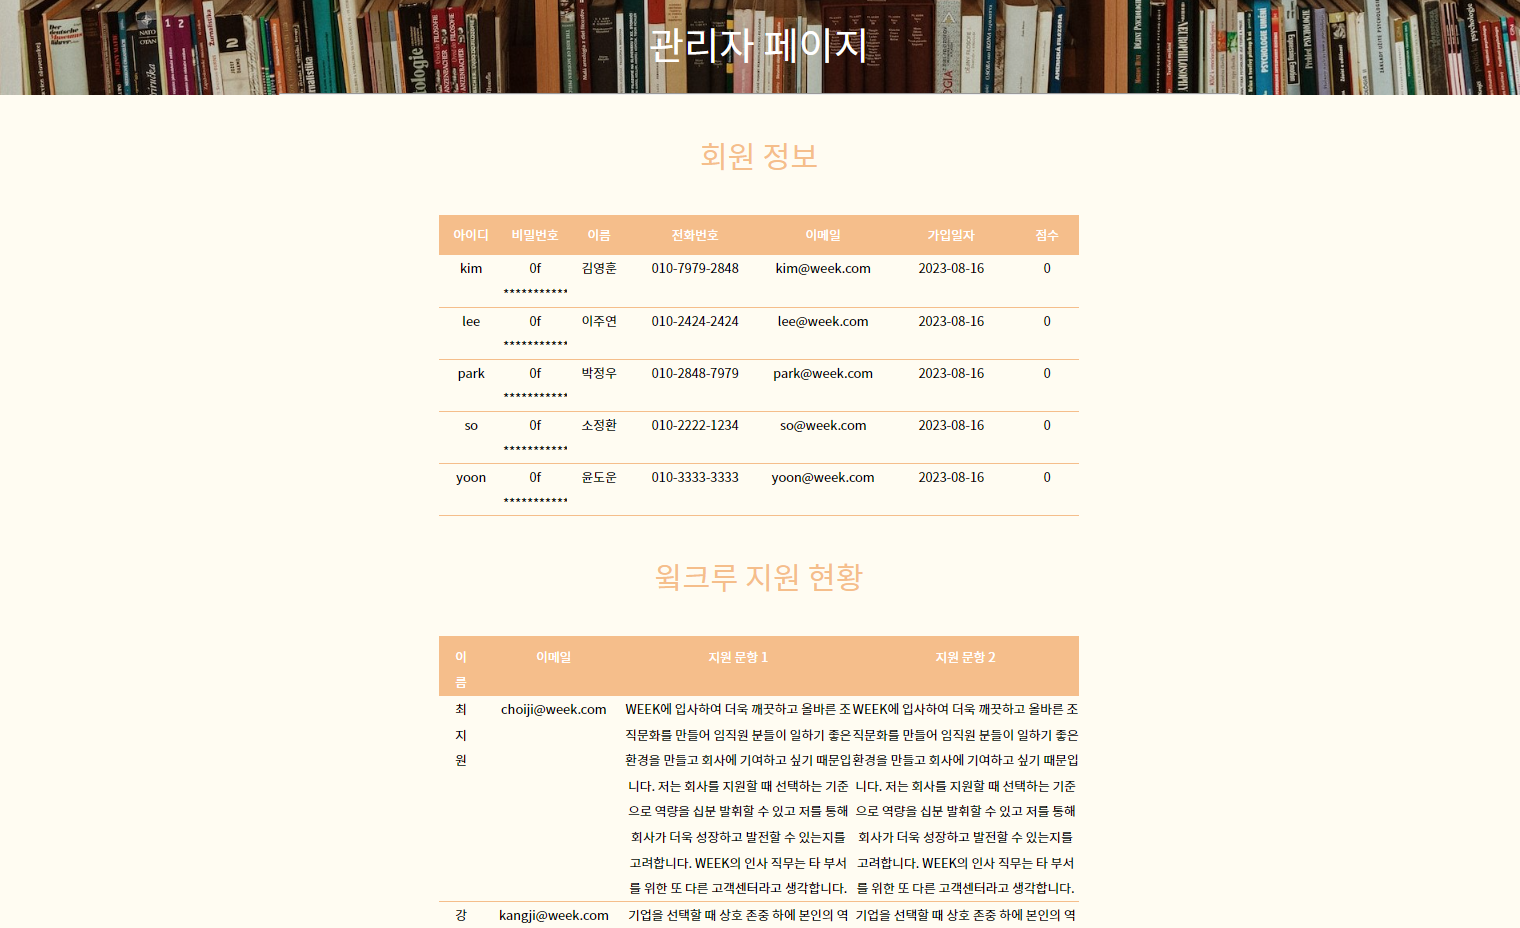 관리자 페이지
회원 정보
아이디 비밀번호 이름 전화번호 이메일 가입일자 점수
kim 0f 김영훈 010-7979-2848 kim@week.com 2023-08-16 0
***********
lee 0f 이주연 010-2424-2424 lee@week.com 2023-08-16 0
***********
park 0f 박정우 010-2848-7979 park@week.com 2023-08-16 0
***********
so 0f 소정환 010-2222-1234 so@week.com 2023-08-16 0
***********
yoon 0f 윤도운 010-3333-3333 yoon@week.com 2023-08-16 0
***********
윜크루 지원 현황
이 이메일 지원 문항 1 지원 문항 2
름
최 choiji@week.com WEEK에 입사하여 더욱 깨끗하고 올바른 조 WEEK에 입사하여 더욱 깨끗하고 올바른 조
지 직문화를 만들어 임직원 분들이 일하기 좋은 직문화를 만들어 임직원 분들이 일하기 좋은
원 환경을 만들고 회사에 기여하고 싶기 때문입 환경을 만들고 회사에 기여하고 싶기 때문입
니다. 저는 회사를 지원할 때 선택하는 기준 니다. 저는 회사를 지원할 때 선택하는 기준
으로 역량을 십분 발휘할 수 있고 저를 통해 으로 역량을 십분 발휘할 수 있고 저를 통해
회사가 더욱 성장하고 발전할 수 있는지를 회사가 더욱 성장하고 발전할 수 있는지를
고려합니다. WEEK의 인사 직무는 타 부서 고려합니다. WEEK의 인사 직무는 타 부서
를 위한 또 다른 고객센터라고 생각합니다. 를 위한 또 다른 고객센터라고 생각합니다.
강 kangji@week.com 기업을 선택할 때 상호 존중 하에 본인의 역 기업을 선택할 때 상호 존중 하에 본인의 역